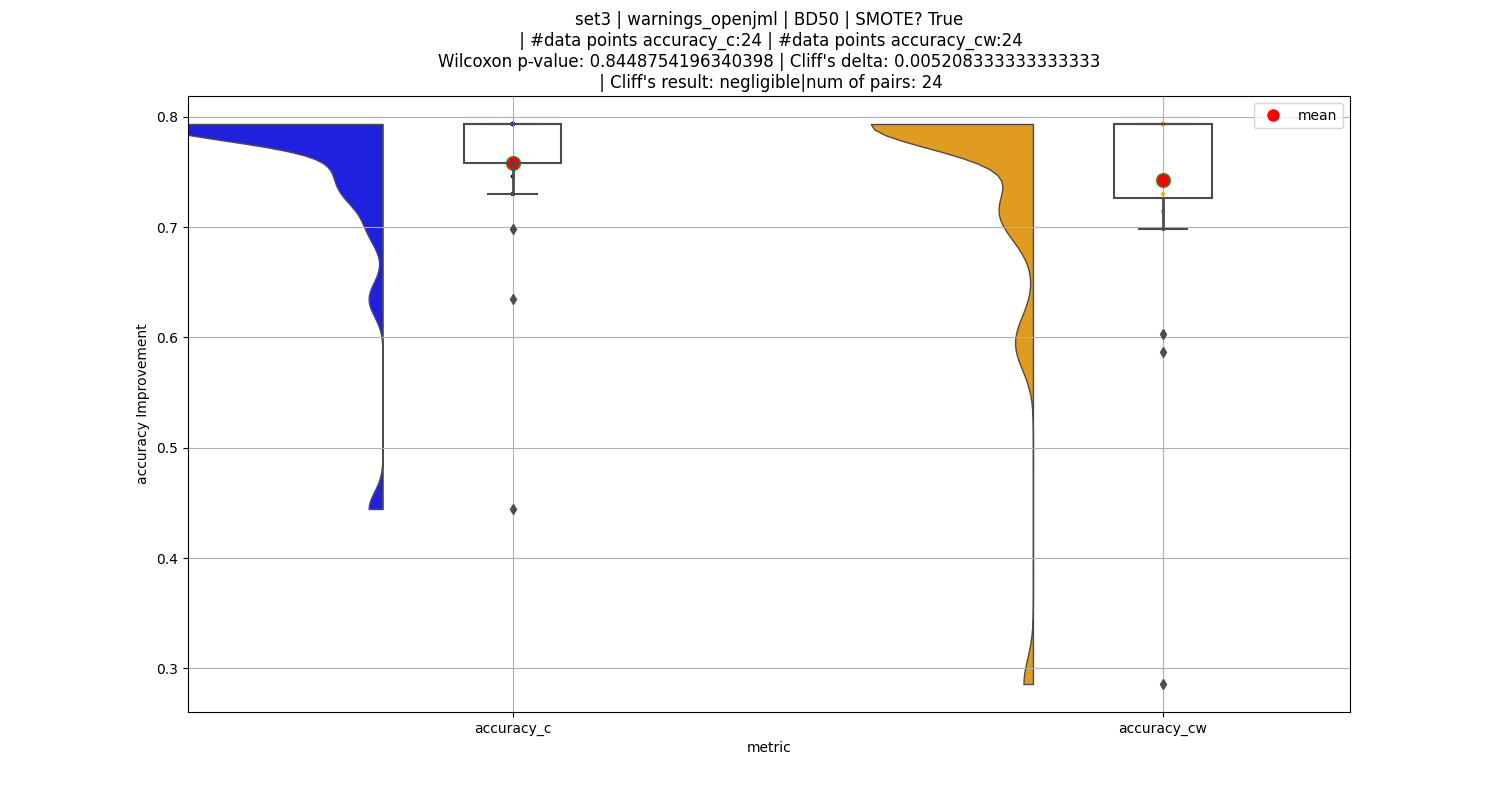 set3 | warnings_openjml | BD50 | SMOTE? True
| #data points accuracy_c:24 | #data points accuracy_cw:24
Wilcoxon p-value: 0.8448754196340398 | Cliff's delta: 0.005208333333333333
| Cliff's result: negligible|num of pairs: 24
mean
0.8
0.7
0.6
0.5
0.4
0.3
accuracy Improvement
accuracy_c
accuracy_cw
metric